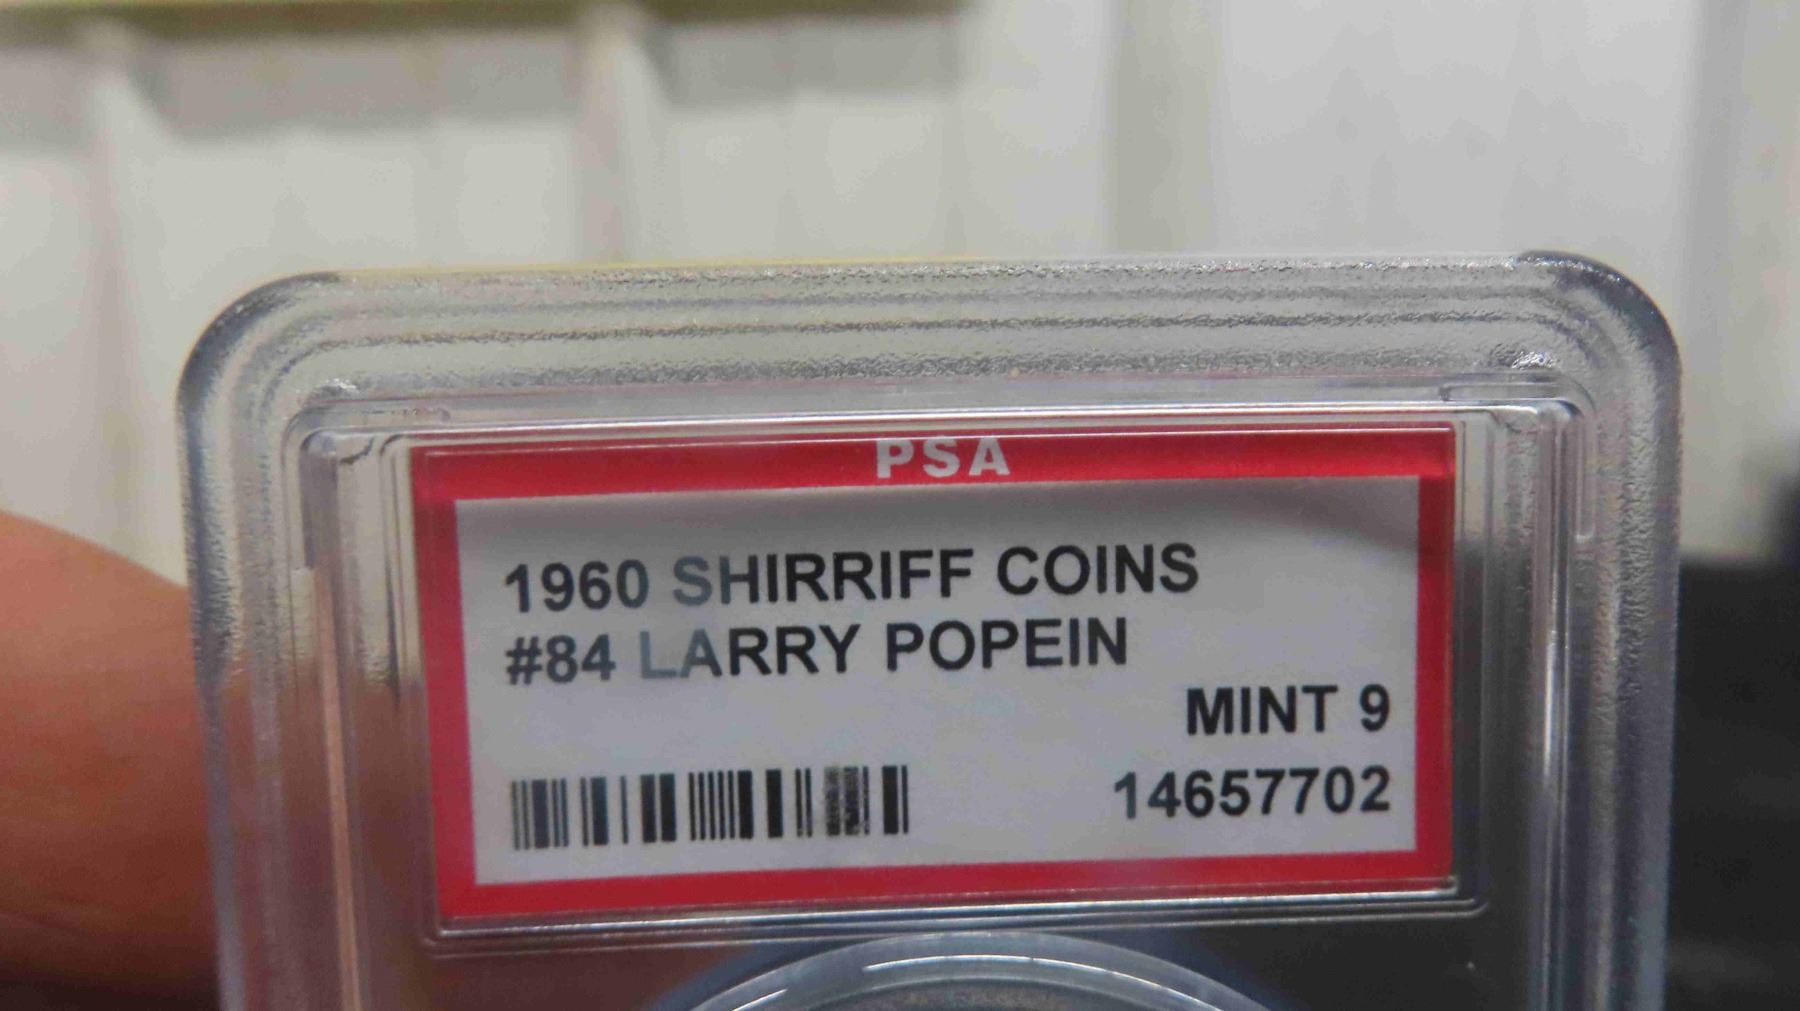 PSA
1960 SHIRRIFF COINS
#84 LARRY POPEIN
MINT 9
14657702